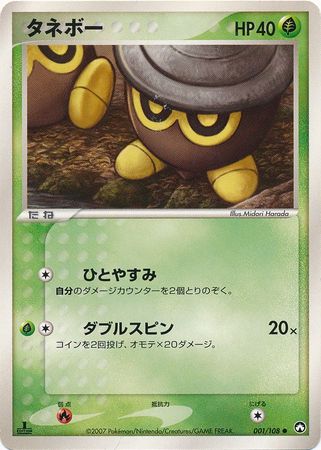 タネボー HP40
たね
Illus.Midori Harada
ひとやすみ
自分のダメージカウンターを2個とりのぞく。
ダブルスピン 20×
コインを2回投げ、オモテ×20ダメージ。
弱点 抵抗力 にげる
1 EDITION
©2007 Pokémon/Nintendo/Creatures/GAME FREAK.
001/108 ●